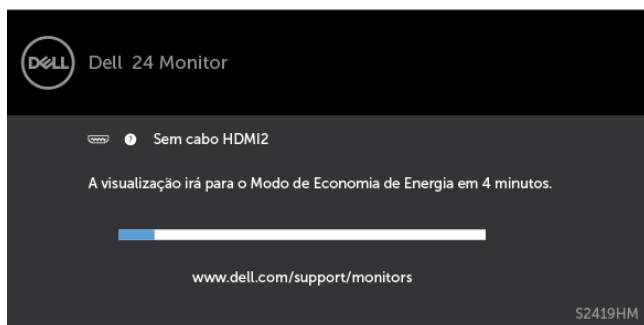 DELL
Dell 24 Monitor
? Sem cabo HDMI2
A visualização irá para o Modo de Economia de Energia em 4 minutos.
www.dell.com/support/monitors
S2419HM